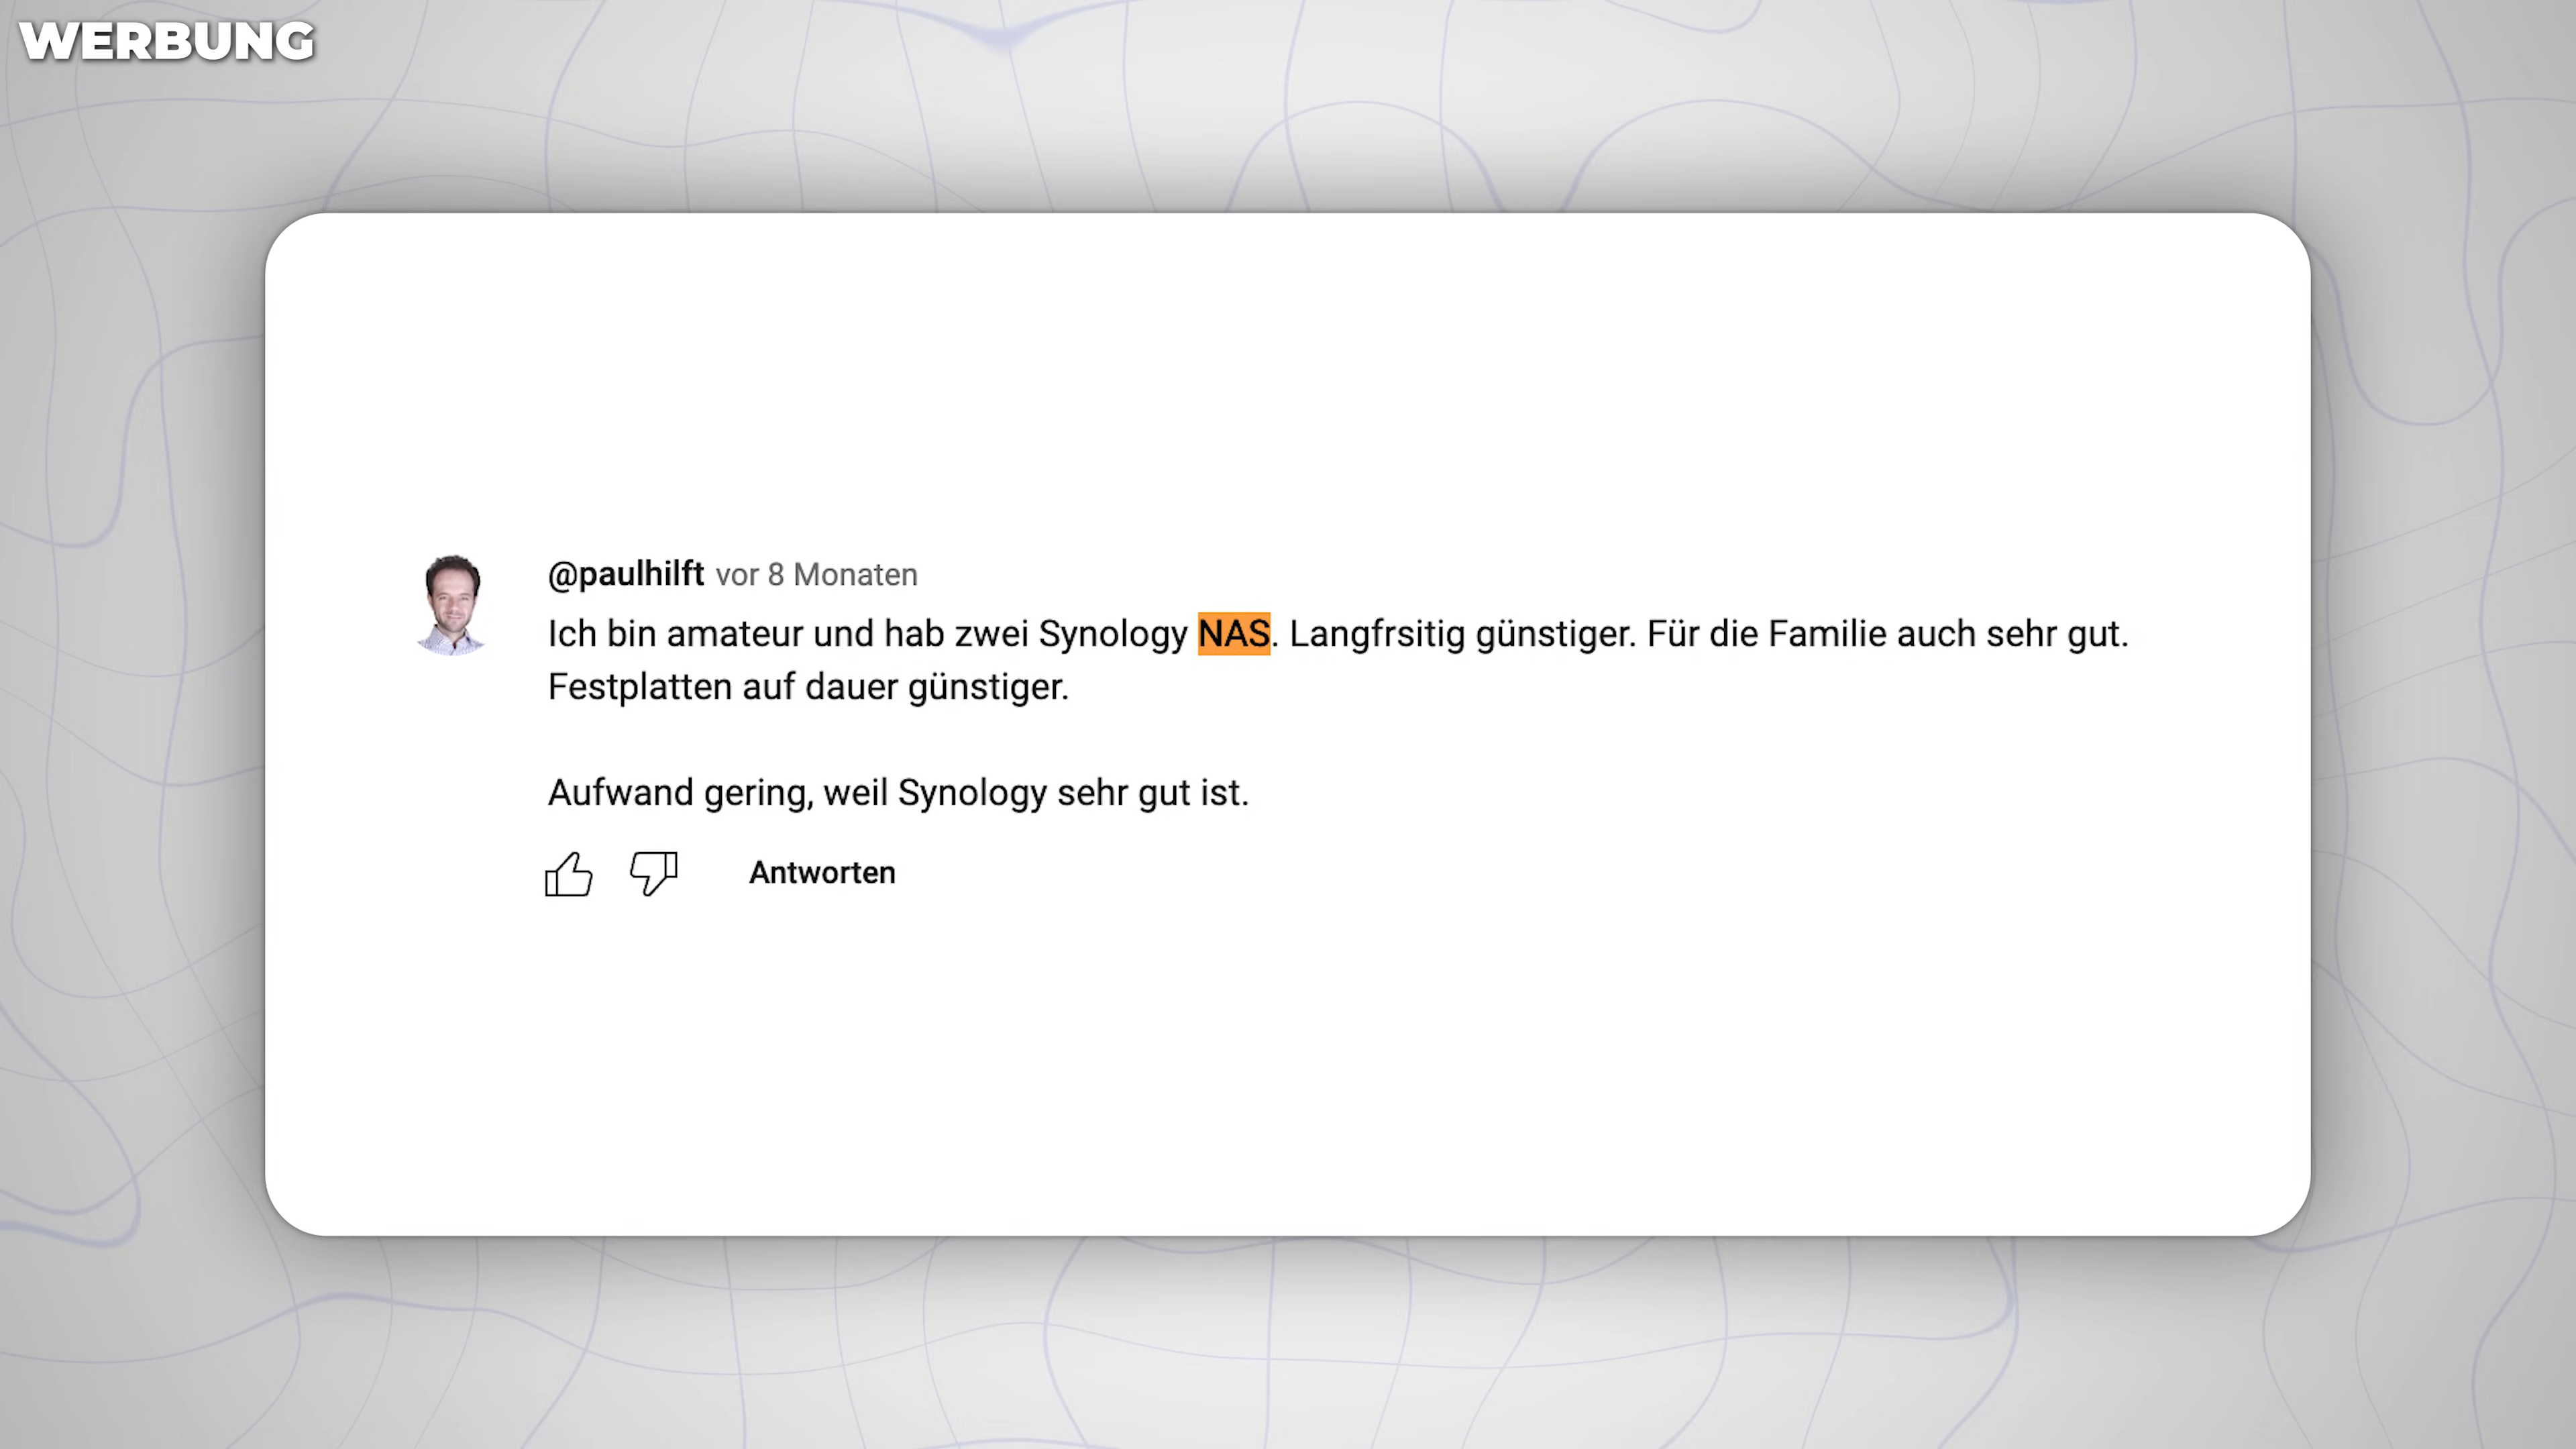 WERBUNG
@paulhilft vor 8 Monaten
Ich bin amateur und hab zwei Synology NAS. Langfrsitig günstiger. Für die Familie auch sehr gut.
Festplatten auf dauer günstiger.
Aufwand gering, weil Synology sehr gut ist.
Antworten